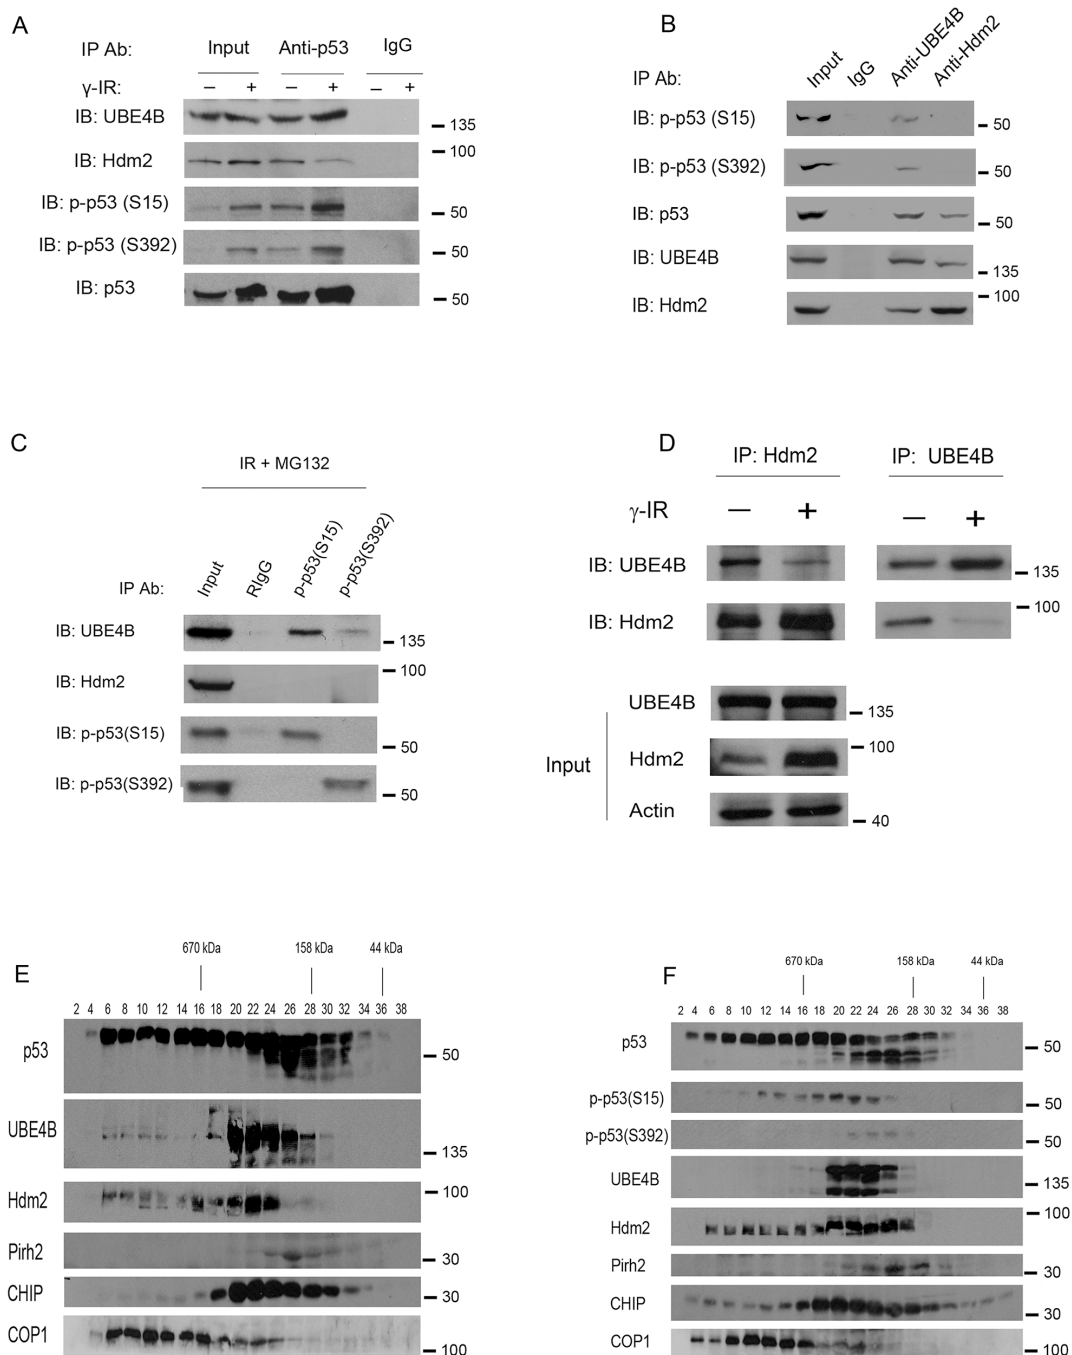 A
IP Ab: Input Anti-p53 IgG
γ-IR: – + – + – +
IB: UBE4B
135
IB: Hdm2
100
IB: p-p53 (S15)
50
IB: p-p53 (S392)
50
IB: p53
50
B
IP Ab: Input IgG Anti-UBE4B Anti-Hdm2
IB: p-p53 (S15)
50
IB: p-p53 (S392)
50
IB: p53
50
IB: UBE4B
135
IB: Hdm2
100
C
IR + MG132
IP Ab: Input RIgG p-p53(S15) p-p53(S392)
IB: UBE4B
135
IB: Hdm2
100
IB: p-p53(S15)
50
IB: p-p53(S392)
50
D
IP: Hdm2 IP: UBE4B
γ-IR — + — +
IB: UBE4B
135
IB: Hdm2
100
Input
UBE4B
135
Hdm2
100
Actin
40
E
670 kDa 158 kDa 44 kDa
2 4 6 8 10 12 14 16 18 20 22 24 26 28 30 32 34 36 38
p53
50
UBE4B
135
Hdm2
100
Pirh2
30
CHIP
30
COP1
100
F
670 kDa 158 kDa 44 kDa
2 4 6 8 10 12 14 16 18 20 22 24 26 28 30 32 34 36 38
p53
50
p-p53(S15)
50
p-p53(S392)
50
UBE4B
135
Hdm2
100
Pirh2
30
CHIP
30
COP1
100